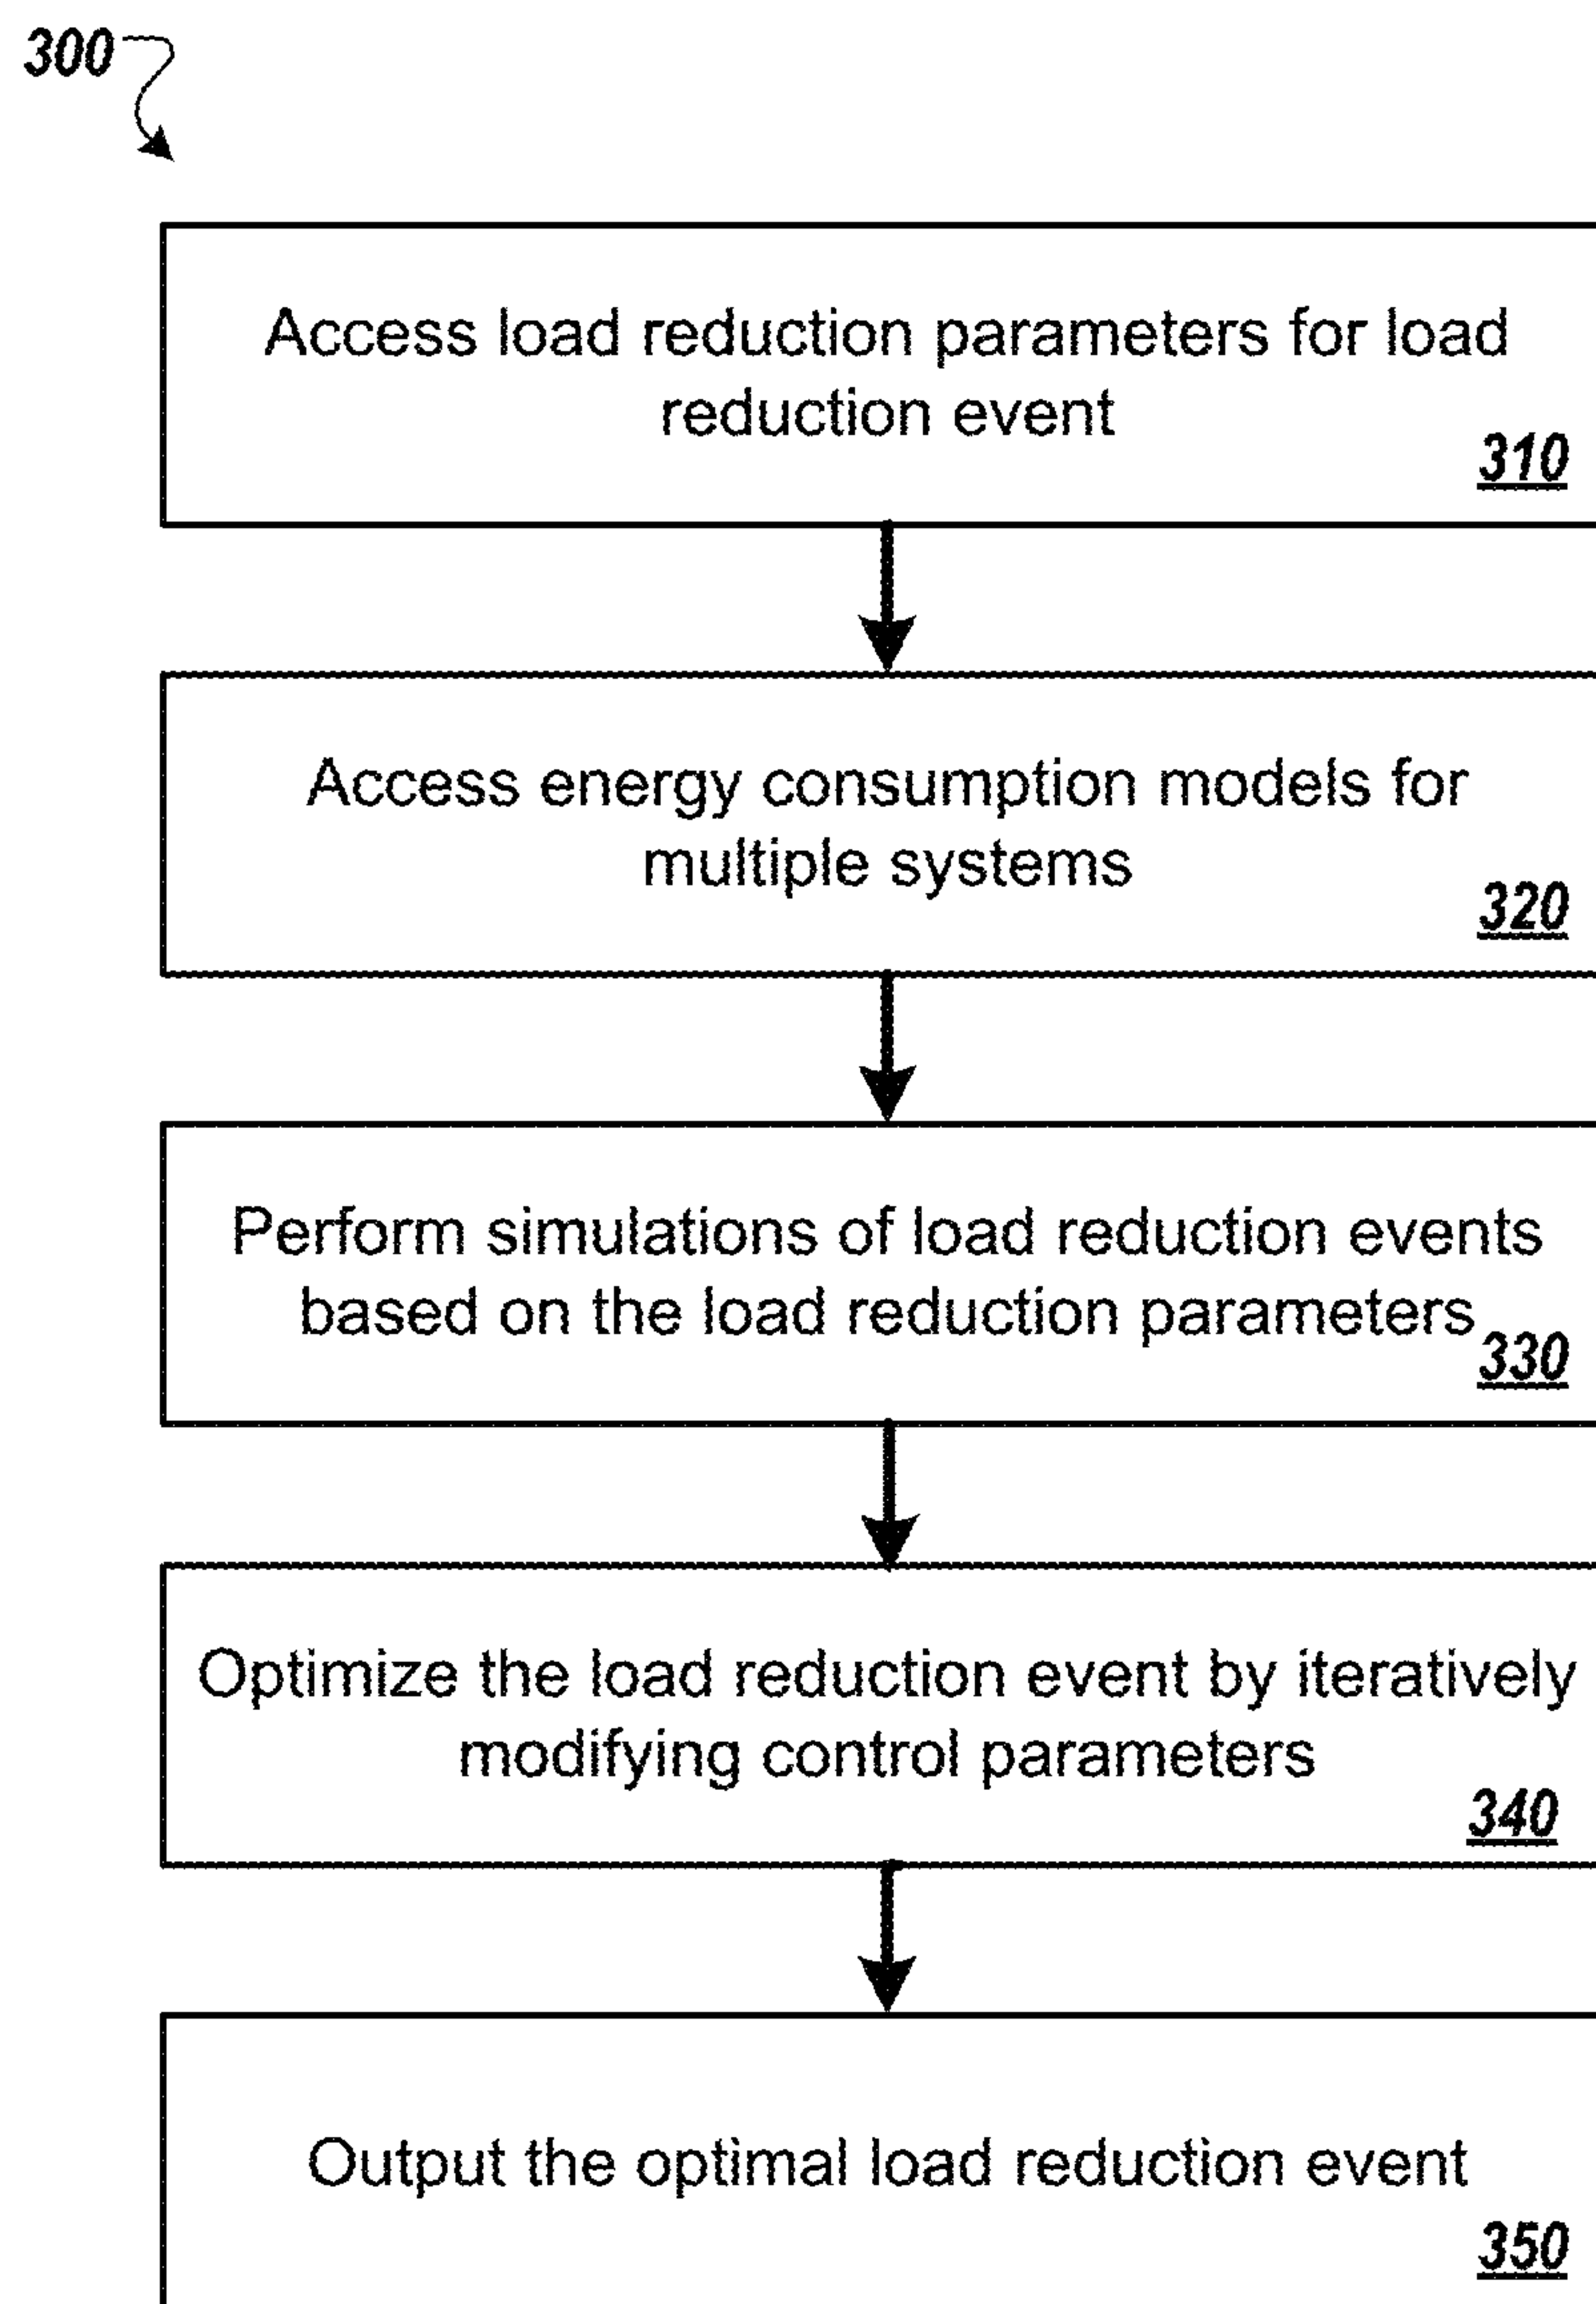 300
Access load reduction parameters for load
reduction event
310
Access energy consumption models for
multiple systems
320
Perform simulations of load reduction events
based on the load reduction parameters
330
Optimize the load reduction event by iteratively
modifying control parameters
340
Output the optimal load reduction event
350